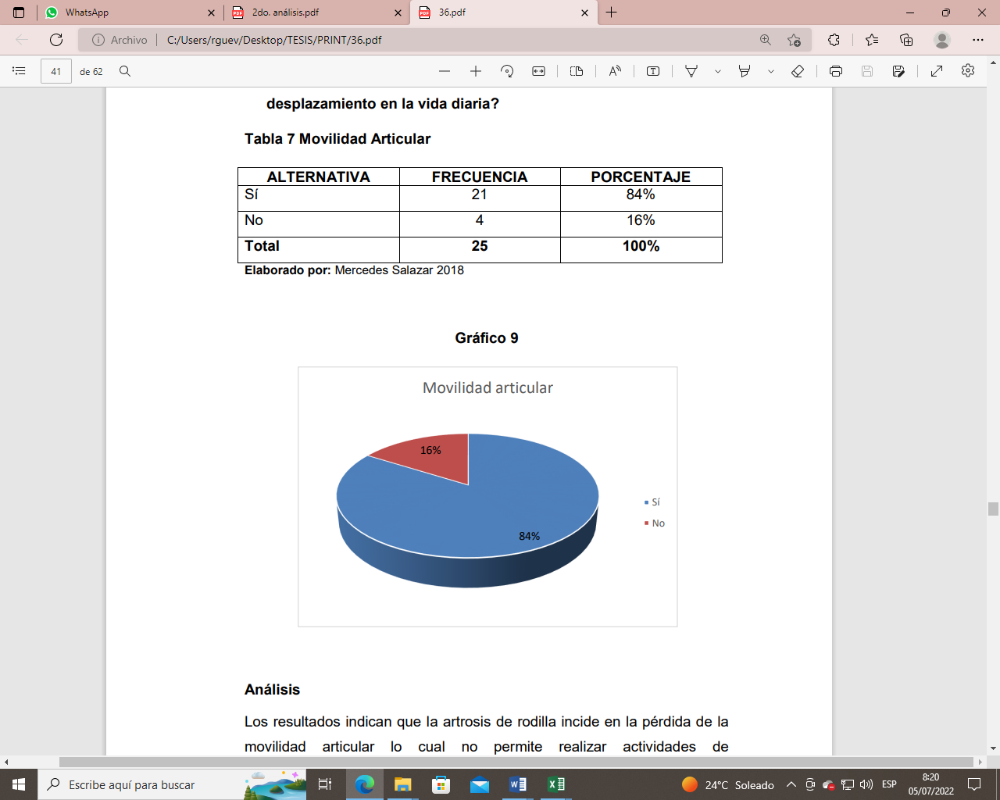 WhatsApp
2do. análisis.pdf
36.pdf
Archivo
C:/Users/rguev/Desktop/TESIS/PRINT/36.pdf
41 de 62
desplazamiento en la vida diaria?
Tabla 7 Movilidad Articular
ALTERNATIVA FRECUENCIA PORCENTAJE
Sí 21 84%
No 4 16%
Total 25 100%
Elaborado por: Mercedes Salazar 2018
Gráfico 9
Movilidad articular
16%
84%
Sí
No
Análisis
Los resultados indican que la artrosis de rodilla incide en la pérdida de la
movilidad articular lo cual no permite realizar actividades de
Escribe aquí para buscar
24°C Soleado
ESP
8:20
05/07/2022